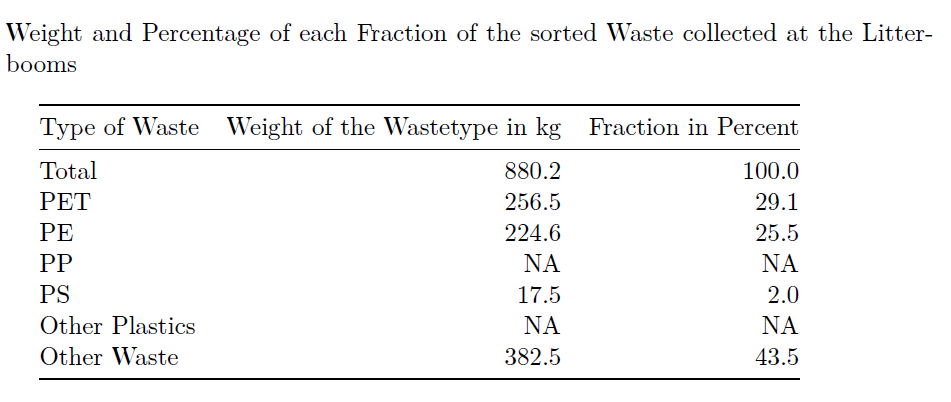 Weight and Percentage of each Fraction of the sorted Waste collected at the Litter-
booms
Type of Waste Weight of the Wastetype in kg Fraction in Percent
Total 880.2 100.0
PET 256.5 29.1
PE 224.6 25.5
PP NA NA
PS 17.5 2.0
Other Plastics NA NA
Other Waste 382.5 43.5